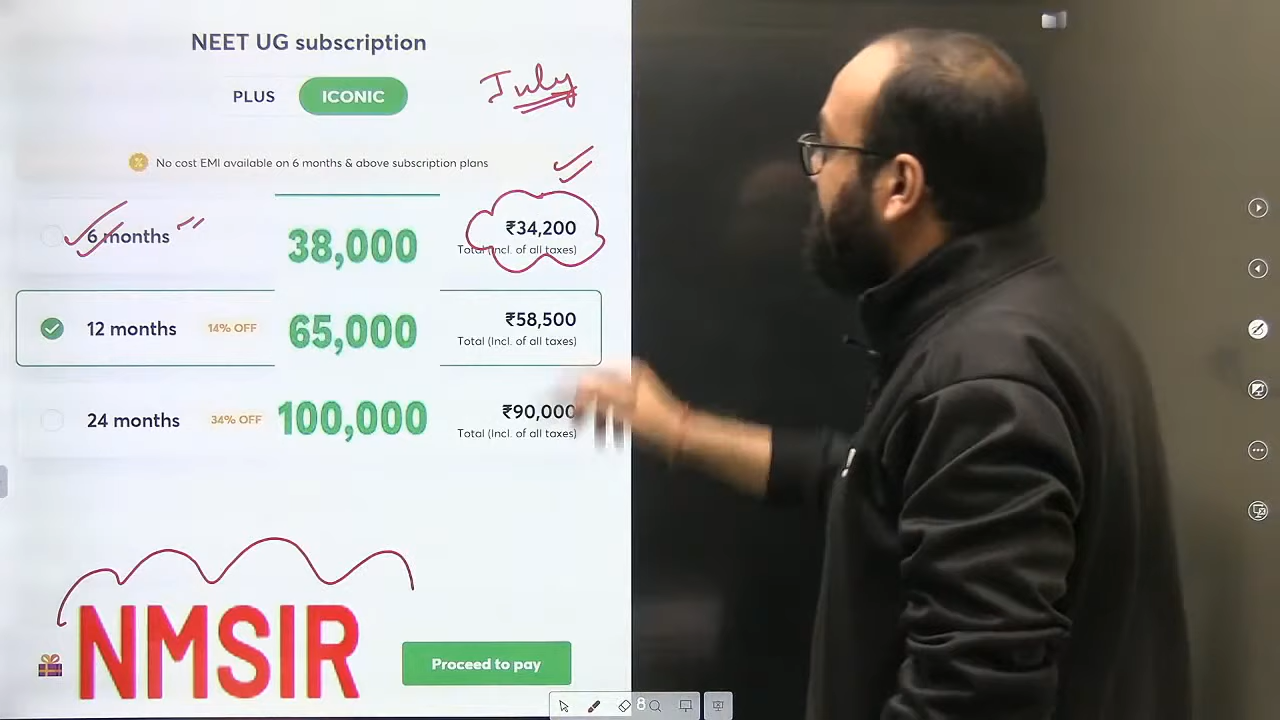 NEET UG subscription
PLUS ICONIC
July
No cost EMI available on 6 months & above subscription plans
6 months 38,000 ₹34,200
Total (Incl. of all taxes)
12 months 14% OFF 65,000 ₹58,500
Total (Incl. of all taxes)
24 months 34% OFF 100,000 ₹90,000
Total (Incl. of all taxes)
NMSIR
Proceed to pay
8